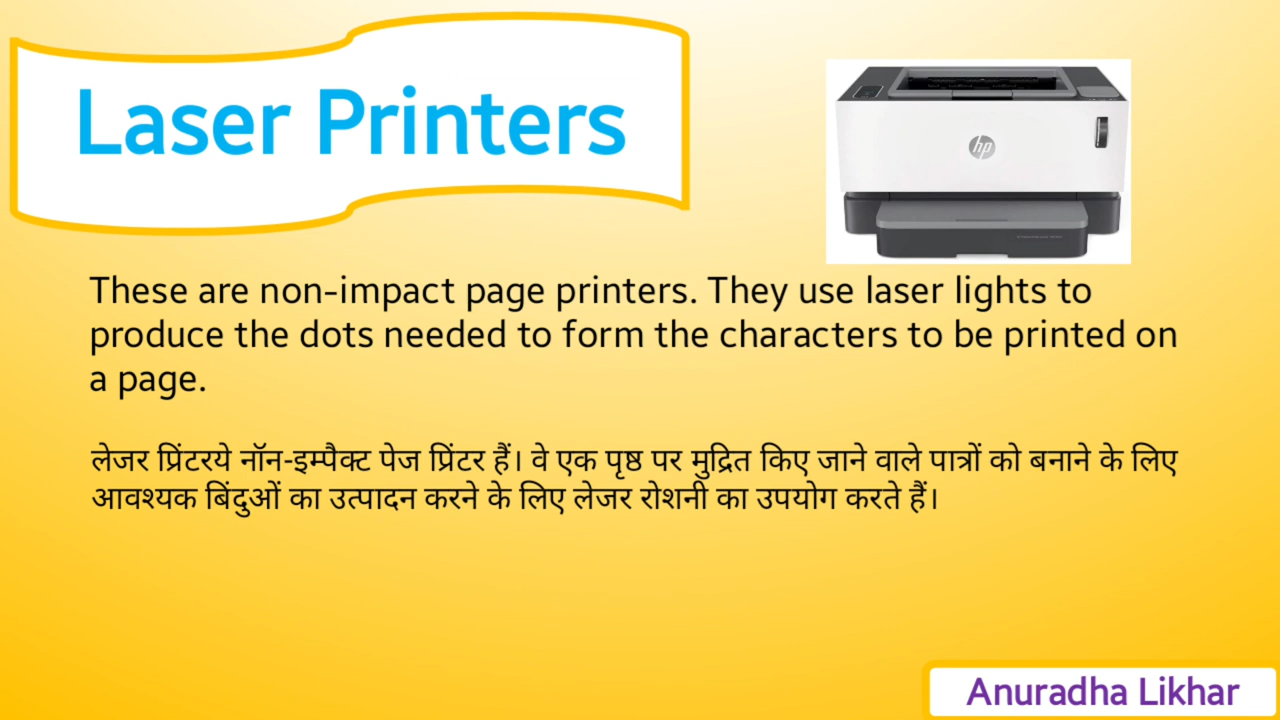 Laser Printers
hp
These are non-impact page printers. They use laser lights to
produce the dots needed to form the characters to be printed on
a page.
लेजर प्रिंटरये नॉन-इम्पैक्ट पेज प्रिंटर हैं। वे एक पृष्ठ पर मुद्रित किए जाने वाले पात्रों को बनाने के लिए
आवश्यक बिंदुओं का उत्पादन करने के लिए लेजर रोशनी का उपयोग करते हैं।
Anuradha Likhar